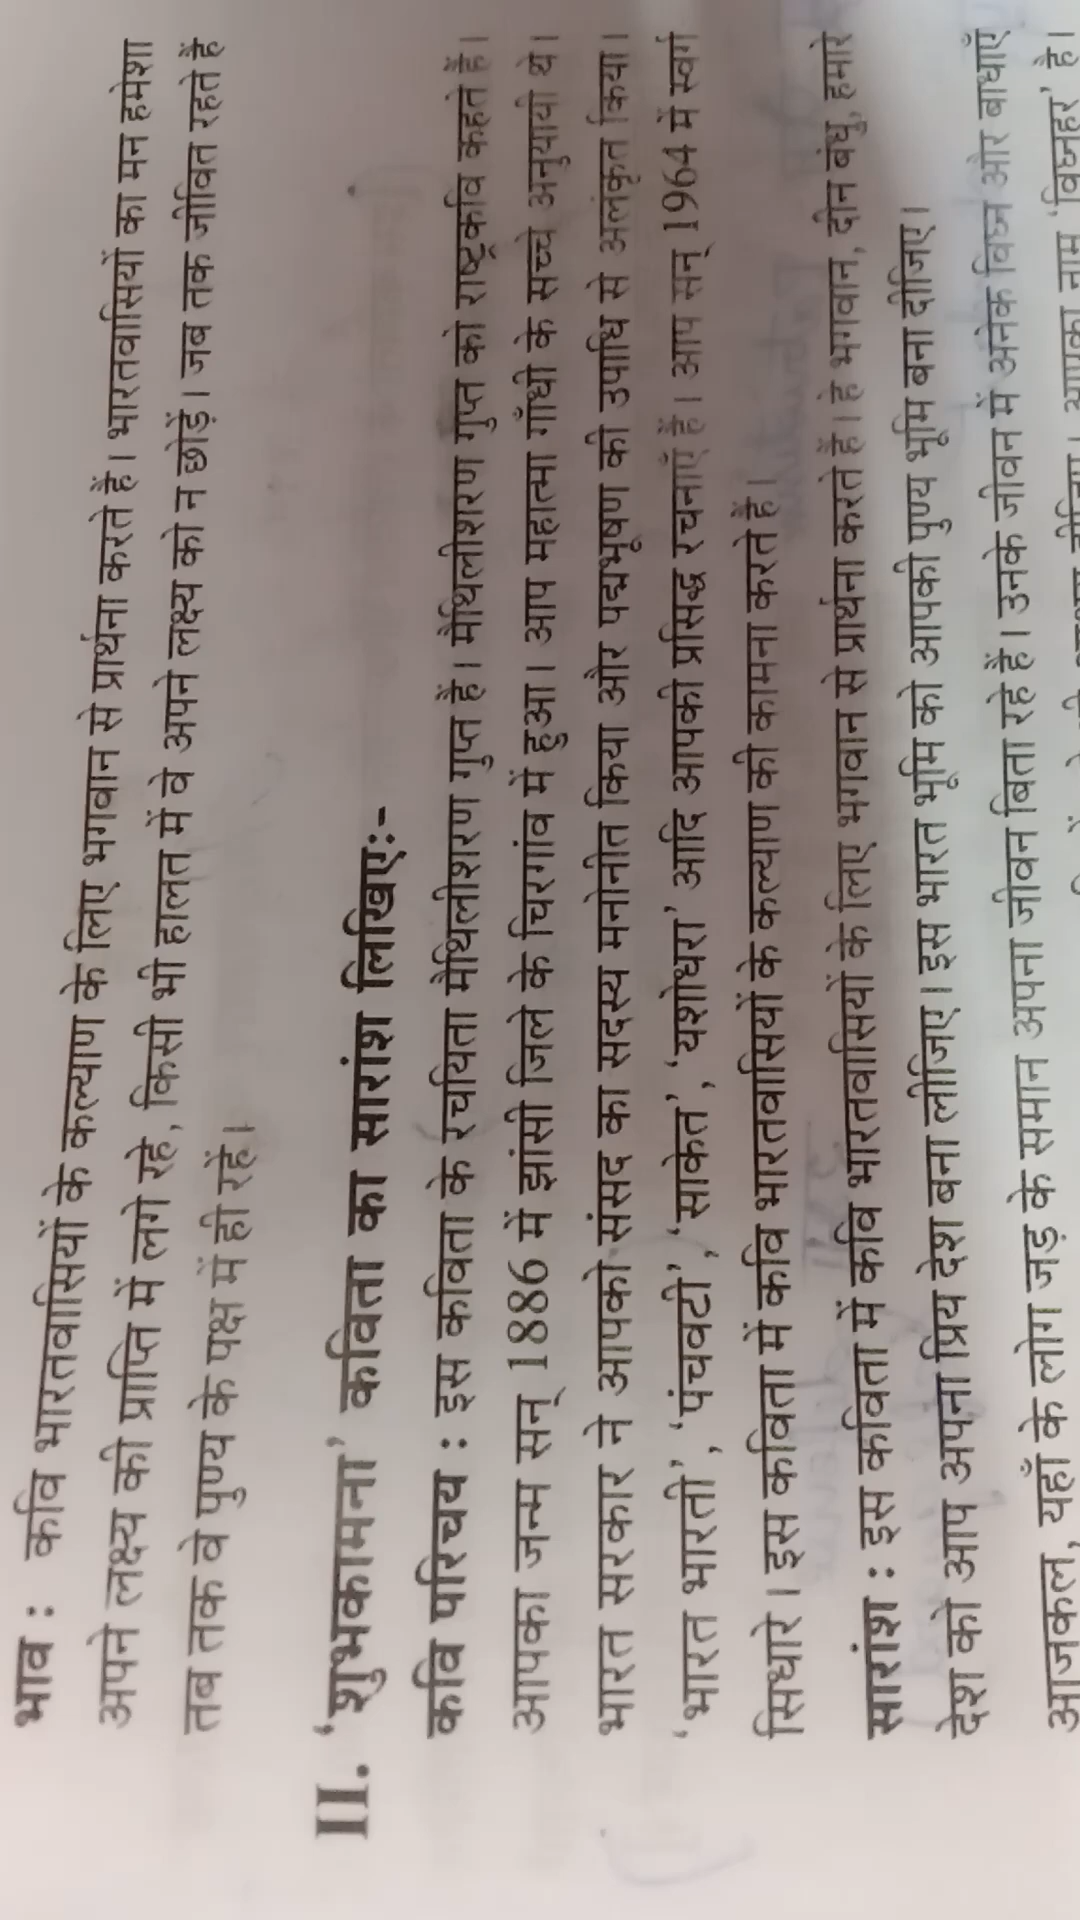 भाव : कवि भारतवासियों के कल्याण के लिए भगवान से प्रार्थना करते हैं। भारतवासियों का मन हमेशा
अपने लक्ष्य की प्राप्ति में लगे रहे, किसी भी हालत में वे अपने लक्ष्य को न छोड़ें। जब तक जीवित रहते हैं
तब तक वे पुण्य के पक्ष में ही रहें।
II. 'शुभकामना' कविता का सारांश लिखिए:-
कवि परिचय : इस कविता के रचयिता मैथिलीशरण गुप्त हैं। मैथिलीशरण गुप्त को राष्ट्रकवि कहते हैं।
आपका जन्म सन् 1886 में झांसी जिले के चिरगांव में हुआ। आप महात्मा गाँधी के सच्चे अनुयायी थे।
भारत सरकार ने आपको संसद का सदस्य मनोनीत किया और पद्मभूषण की उपाधि से अलंकृत किया।
'भारत भारती', 'पंचवटी', 'साकेत', 'यशोधरा' आदि आपकी प्रसिद्ध रचनाएँ हैं। आप सन् 1964 में स्वर्ग
सिधारे। इस कविता में कवि भारतवासियों के कल्याण की कामना करते हैं।
सारांश : इस कविता में कवि भारतवासियों के लिए भगवान से प्रार्थना करते हैं। हे भगवान, दीन बंधु, हमारे
देश को आप अपना प्रिय देश बना लीजिए। इस भारत भूमि को आपकी पुण्य भूमि बना दीजिए।
आजकल, यहाँ के लोग जड़ के समान अपना जीवन बिता रहे हैं। उनके जीवन में अनेक विघ्न और बाधाएँ
आपका नाम 'विघ्नहर' है।